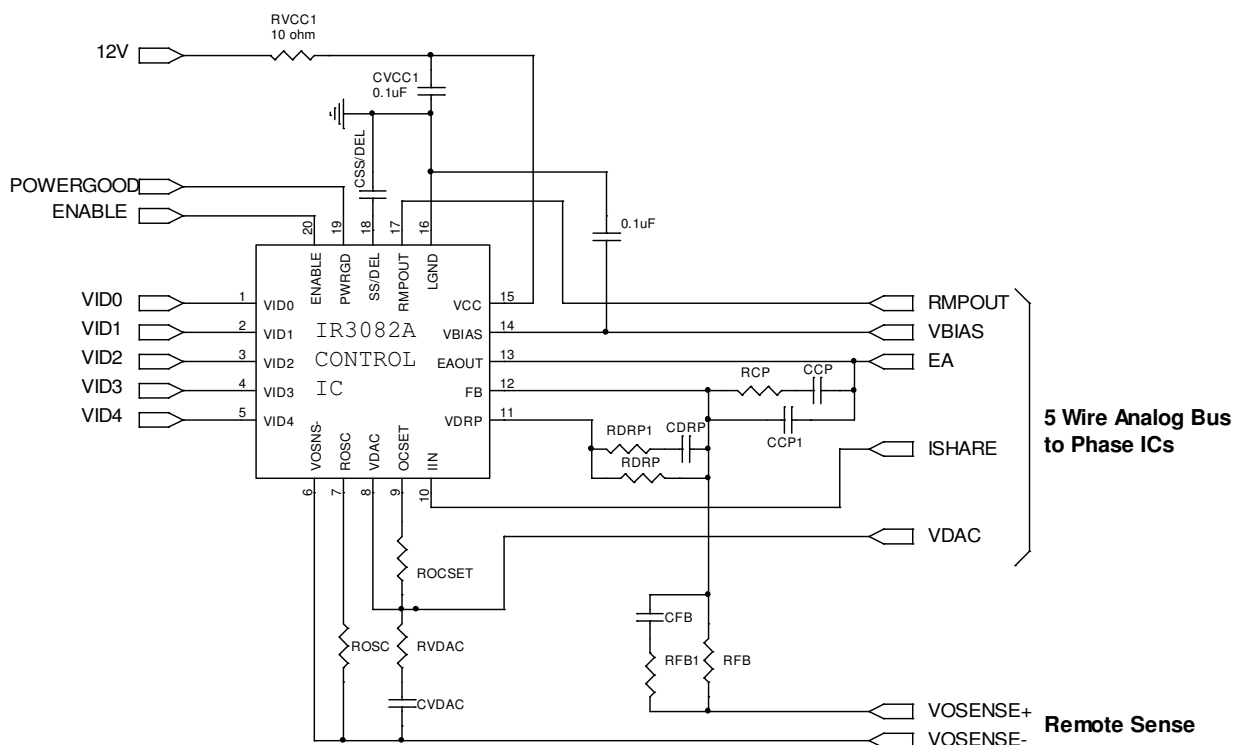 RVCC1
10 ohm
12V
CVCC1
0.1uF
CSS/DEL
POWERGOOD
ENABLE
0.1uF
20
19
18
17
16
ENABLE
PWRGD
SS/DEL
RMPOUT
LGND
VID0
1
VID0
VCC
15
RMPOUT
VID1
2
VID1
IR3082A
VBIAS
14
VBIAS
VID2
3
VID2
CONTROL
EAOUT
13
EA
VID3
4
VID3
IC
FB
12
RCP
CCP
VID4
5
VID4
VDRP
11
CCP1
RDRP1
CDRP
RDRP
5 Wire Analog Bus
to Phase ICs
VOSNS-
ROSC
VDAC
OCSET
IIN
6
7
8
9
10
ISHARE
VDAC
ROCSET
ROSC
RVDAC
CFB
RFB1
RFB
CVDAC
VOSENSE+
Remote Sense
VOSENSE-